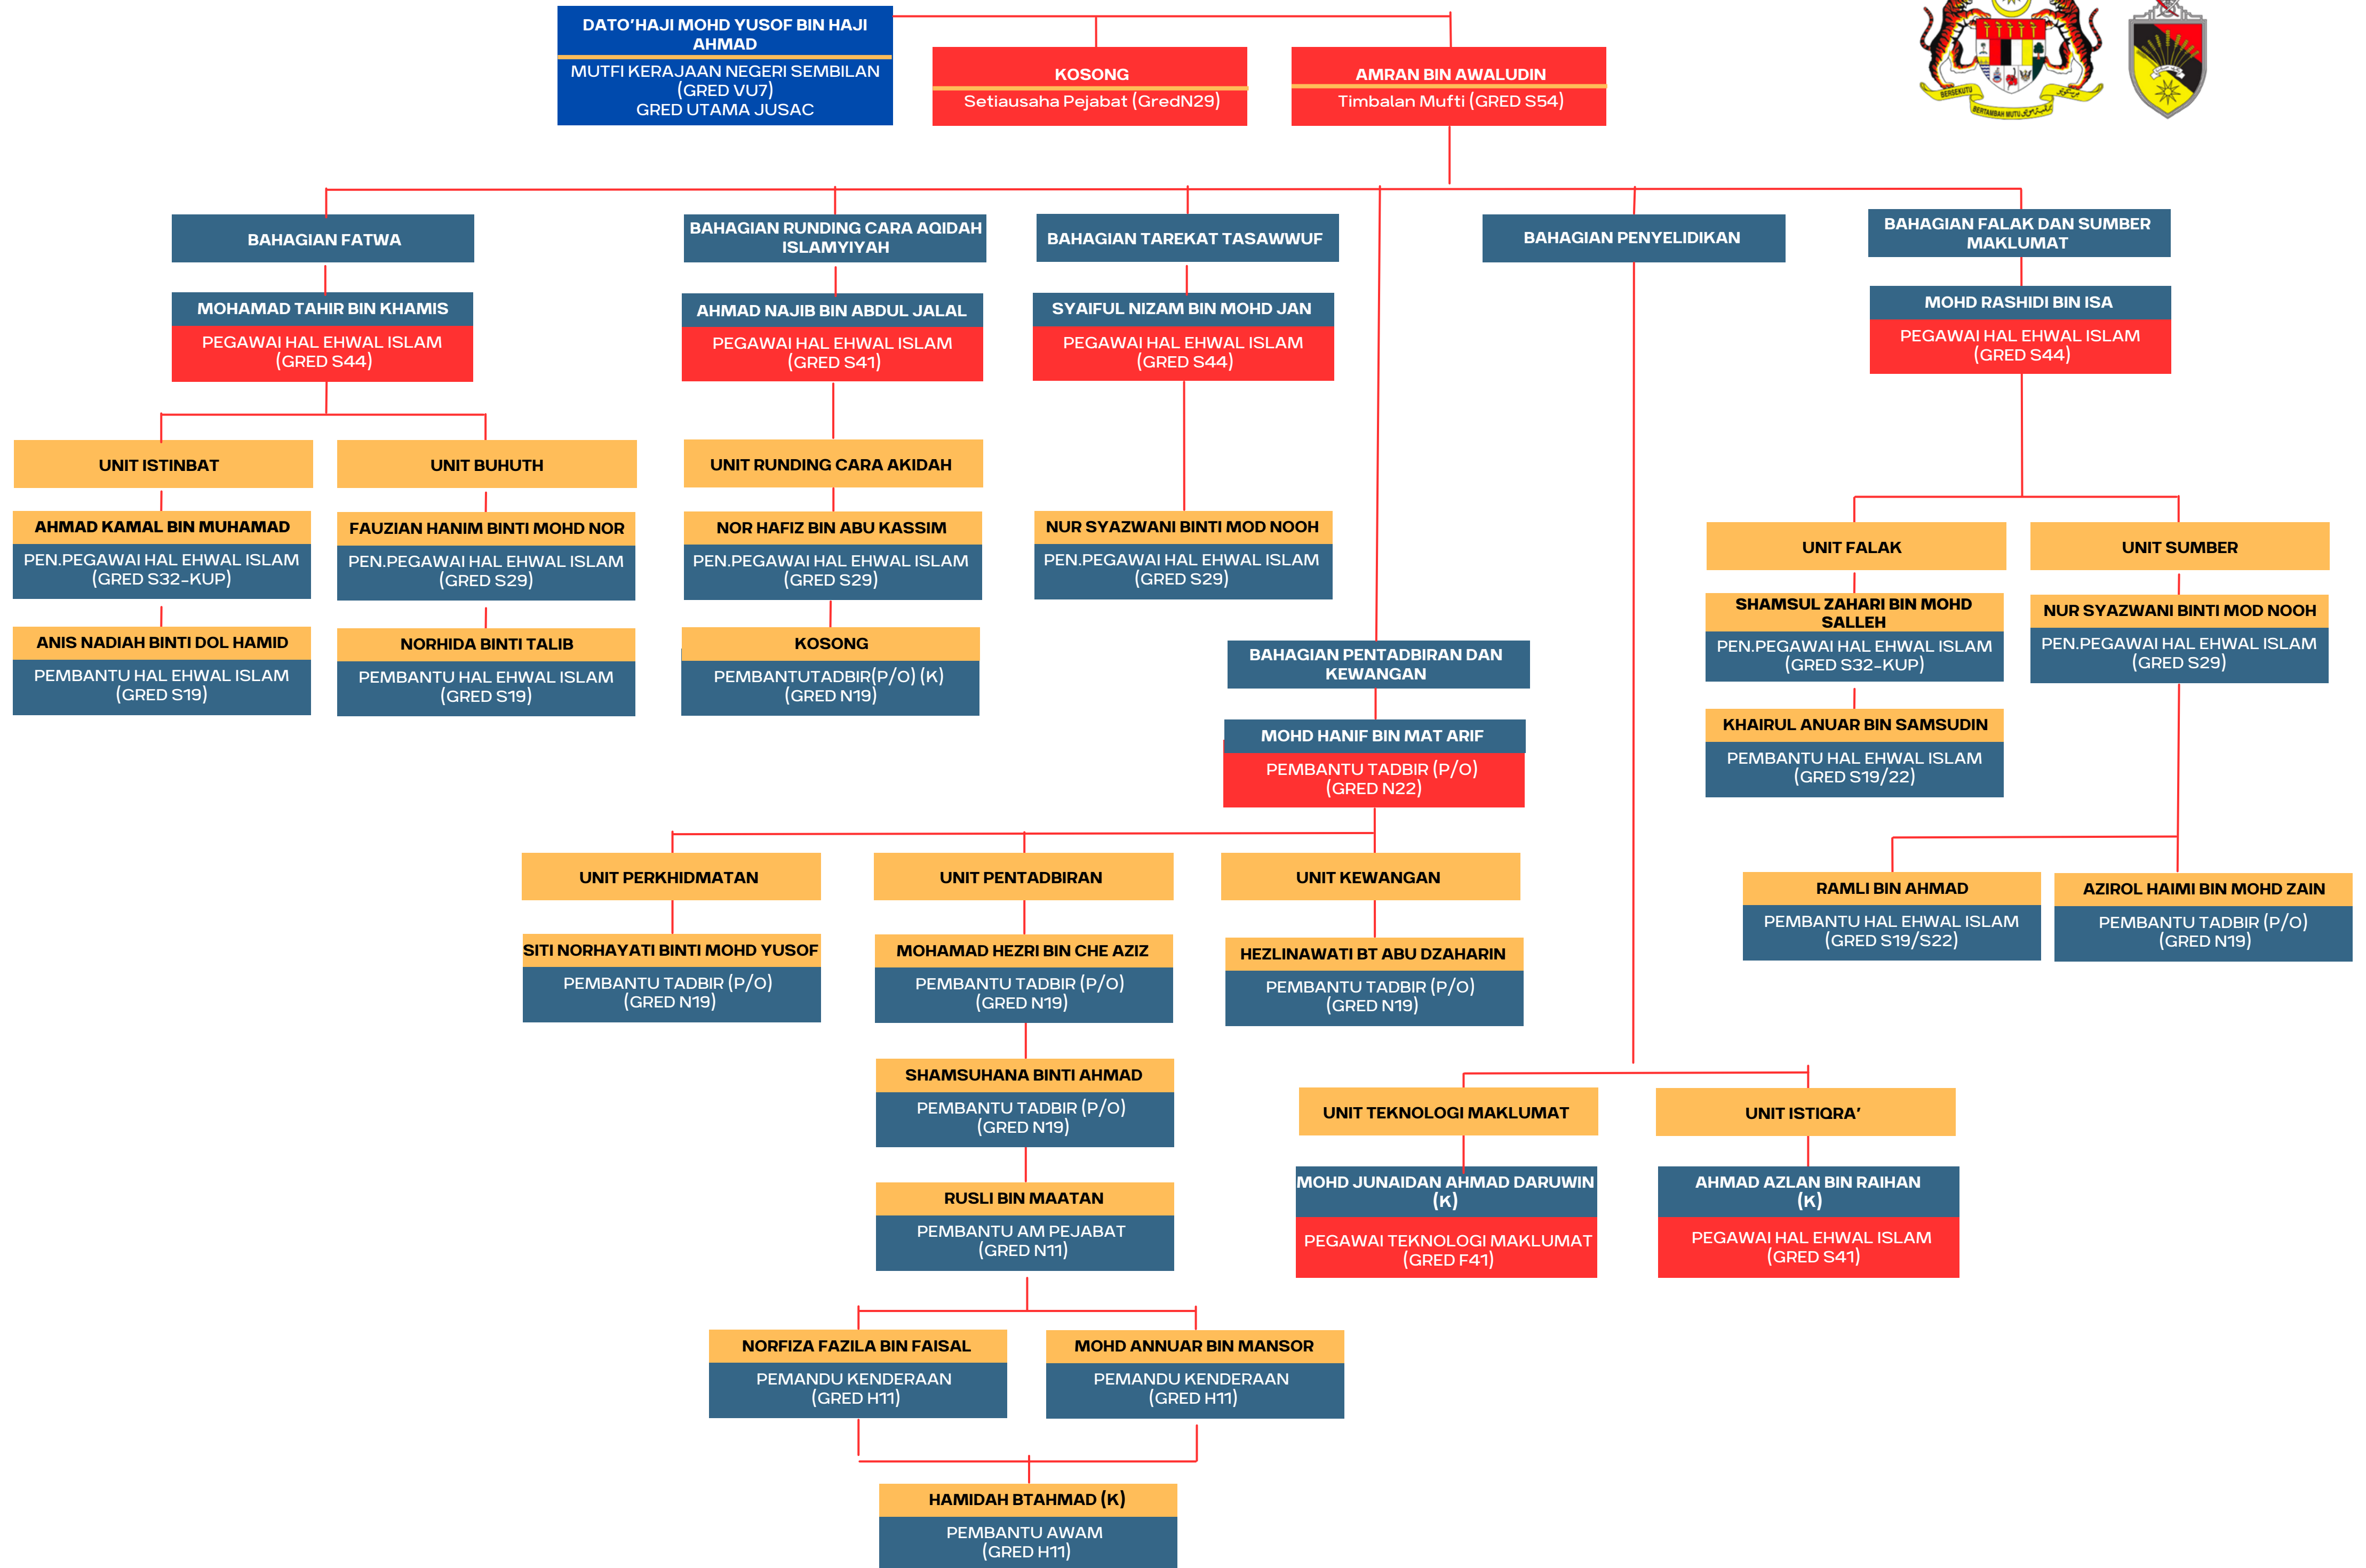 DATO'HAJI MOHD YUSOF BIN HAJI
AHMAD
MUTFI KERAJAAN NEGERI SEMBILAN
(GRED VU7)
GRED UTAMA JUSAC
KOSONG
Setiausaha Pejabat (GredN29)
AMRAN BIN AWALUDIN
Timbalan Mufti (GRED S54)
BERSEKUTU
BERTAMBAH MUTU
BAHAGIAN FATWA
MOHAMAD TAHIR BIN KHAMIS
PEGAWAI HAL EHWAL ISLAM
(GRED S44)
UNIT ISTINBAT
AHMAD KAMAL BIN MUHAMAD
PEN.PEGAWAI HAL EHWAL ISLAM
(GRED S32-KUP)
ANIS NADIAH BINTI DOL HAMID
PEMBANTU HAL EHWAL ISLAM
(GRED S19)
UNIT BUHUTH
FAUZIAN HANIM BINTI MOHD NOR
PEN.PEGAWAI HAL EHWAL ISLAM
(GRED S29)
NORHIDA BINTI TALIB
PEMBANTU HAL EHWAL ISLAM
(GRED S19)
BAHAGIAN RUNDING CARA AQIDAH
ISLAMYIYAH
AHMAD NAJIB BIN ABDUL JALAL
PEGAWAI HAL EHWAL ISLAM
(GRED S41)
UNIT RUNDING CARA AKIDAH
NOR HAFIZ BIN ABU KASSIM
PEN.PEGAWAI HAL EHWAL ISLAM
(GRED S29)
KOSONG
PEMBANTUTADBIR(P/O) (K)
(GRED N19)
BAHAGIAN TAREKAT TASAWWUF
SYAIFUL NIZAM BIN MOHD JAN
PEGAWAI HAL EHWAL ISLAM
(GRED S44)
NUR SYAZWANI BINTI MOD NOOH
PEN.PEGAWAI HAL EHWAL ISLAM
(GRED S29)
BAHAGIAN PENTADBIRAN DAN
KEWANGAN
MOHD HANIF BIN MAT ARIF
PEMBANTU TADBIR (P/O)
(GRED N22)
UNIT PERKHIDMATAN
SITI NORHAYATI BINTI MOHD YUSOF
PEMBANTU TADBIR (P/O)
(GRED N19)
UNIT PENTADBIRAN
MOHAMAD HEZRI BIN CHE AZIZ
PEMBANTU TADBIR (P/O)
(GRED N19)
SHAMSUHANA BINTI AHMAD
PEMBANTU TADBIR (P/O)
(GRED N19)
RUSLI BIN MAATAN
PEMBANTU AM PEJABAT
(GRED N11)
NORFIZA FAZILA BIN FAISAL
PEMANDU KENDERAAN
(GRED H11)
MOHD ANNUAR BIN MANSOR
PEMANDU KENDERAAN
(GRED H11)
HAMIDAH BTAHMAD (K)
PEMBANTU AWAM
(GRED H11)
UNIT KEWANGAN
HEZLINAWATI BT ABU DZAHARIN
PEMBANTU TADBIR (P/O)
(GRED N19)
BAHAGIAN PENYELIDIKAN
UNIT TEKNOLOGI MAKLUMAT
MOHD JUNAIDAN AHMAD DARUWIN
(K)
PEGAWAI TEKNOLOGI MAKLUMAT
(GRED F41)
UNIT ISTIQRA'
AHMAD AZLAN BIN RAIHAN
(K)
PEGAWAI HAL EHWAL ISLAM
(GRED S41)
BAHAGIAN FALAK DAN SUMBER
MAKLUMAT
MOHD RASHIDI BIN ISA
PEGAWAI HAL EHWAL ISLAM
(GRED S44)
UNIT FALAK
SHAMSUL ZAHARI BIN MOHD
SALLEH
PEN.PEGAWAI HAL EHWAL ISLAM
(GRED S32-KUP)
KHAIRUL ANUAR BIN SAMSUDIN
PEMBANTU HAL EHWAL ISLAM
(GRED S19/22)
UNIT SUMBER
NUR SYAZWANI BINTI MOD NOOH
PEN.PEGAWAI HAL EHWAL ISLAM
(GRED S29)
RAMLI BIN AHMAD
PEMBANTU HAL EHWAL ISLAM
(GRED S19/S22)
AZIROL HAIMI BIN MOHD ZAIN
PEMBANTU TADBIR (P/O)
(GRED N19)